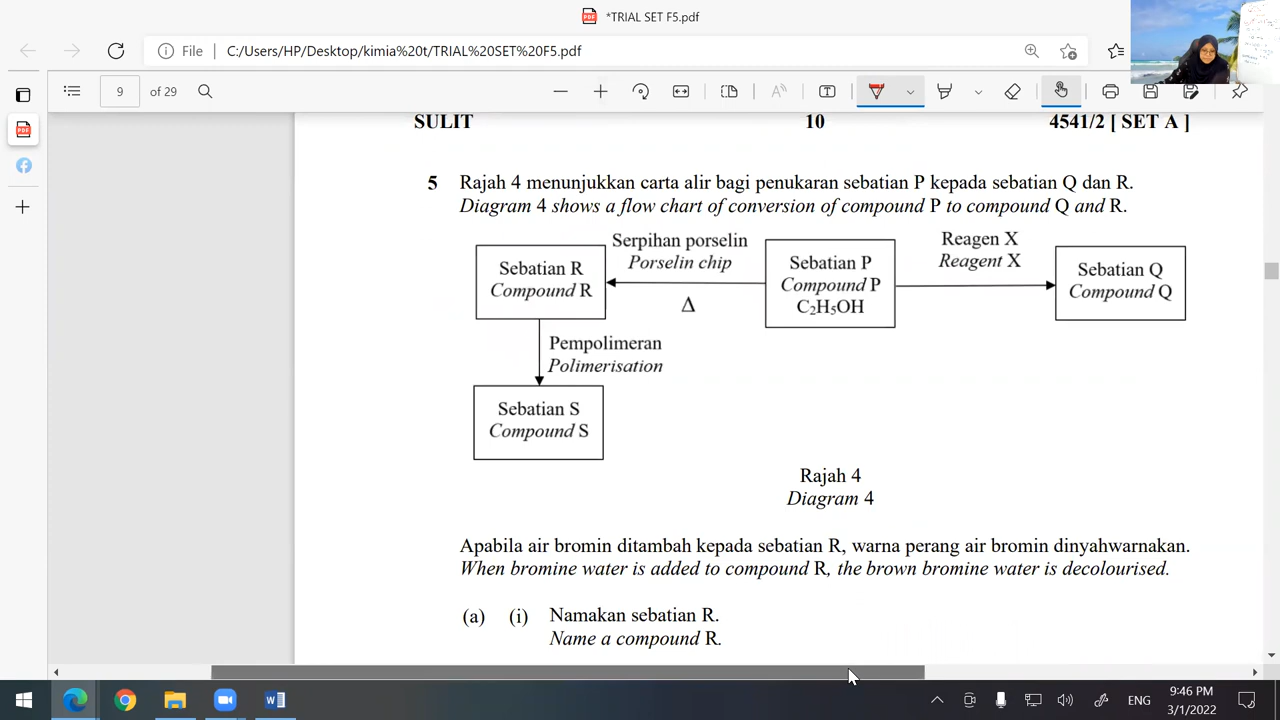 *TRIAL SET F5.pdf
File
C:/Users/HP/Desktop/kimia%20t/TRIAL%20SET%20F5.pdf
9
of 29
SULIT
10
4541/2 [ SET A ]
5 Rajah 4 menunjukkan carta alir bagi penukaran sebatian P kepada sebatian Q dan R.
Diagram 4 shows a flow chart of conversion of compound P to compound Q and R.
Sebatian R
Compound R
Serpihan porselin
Porselin chip
Δ
Sebatian P
Compound P
C₂H₅OH
Reagen X
Reagent X
Sebatian Q
Compound Q
Pempolimeran
Polimerisation
Sebatian S
Compound S
Rajah 4
Diagram 4
Apabila air bromin ditambah kepada sebatian R, warna perang air bromin dinyahwarnakan.
When bromine water is added to compound R, the brown bromine water is decolourised.
(a) (i) Namakan sebatian R.
Name a compound R.
ENG
9:46 PM
3/1/2022